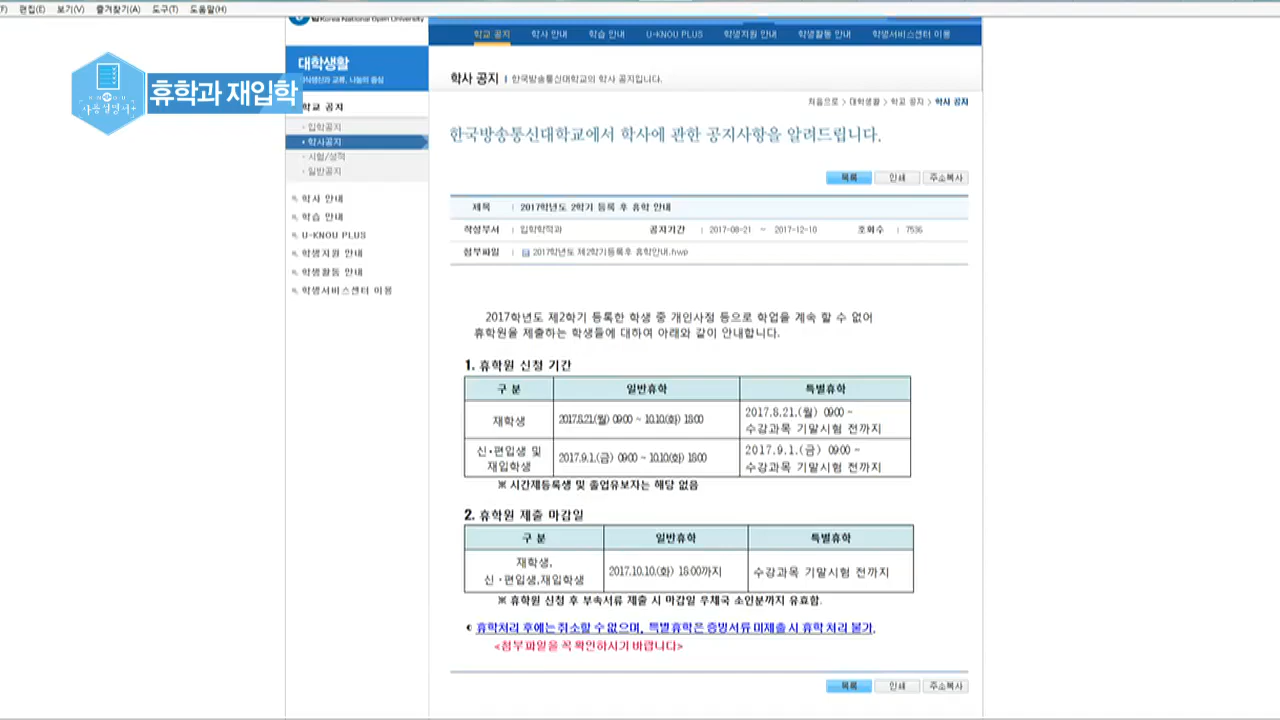 편집(E) 보기(V) 즐겨찾기(A) 도구(T) 도움말(H)
Korea National Open University
학교 공지 학사 안내 학습 안내 U-KNOU PLUS 학생지원 안내 학생활동 안내 학생서비스센터 이용
대학생활
휴학과 재입학
학사 공지 | 한국방송통신대학교의 학사 공지입니다.
처음으로 > 대학생활 > 학교 공지 > 학사 공지
학교 공지
입학공지
학사공지
시험/성적
일반공지
학사 안내
학습 안내
U-KNOU PLUS
학생지원 안내
학생활동 안내
학생서비스센터 이용
한국방송통신대학교에서 학사에 관한 공지사항을 알려드립니다.
목록 인쇄 주소복사
제목 | 2017학년도 2학기 등록 후 휴학 안내
작성부서 | 입학학적과 공지기간 | 2017-08-21 ~ 2017-12-10 조회수 | 7536
첨부파일 | 2017학년도 제2학기등록후 휴학안내.hwp
2017학년도 제2학기 등록한 학생 중 개인사정 등으로 학업을 계속 할 수 없어
휴학원을 제출하는 학생들에 대하여 아래와 같이 안내합니다.
1. 휴학원 신청 기간
구 분 일반휴학 특별휴학
재학생 2017.8.21.(월) 09:00 ~ 10.10.(화) 18:00 2017.8.21.(월) 09:00 ~
수강과목 기말시험 전까지
신·편입생 및
재입학생 2017.9.1.(금) 09:00 ~ 10.10.(화) 18:00 2017.9.1.(금) 09:00 ~
수강과목 기말시험 전까지
※ 시간제등록생 및 졸업유보자는 해당 없음
2. 휴학원 제출 마감일
구 분 일반휴학 특별휴학
재학생,
신·편입생,재입학생 2017.10.10.(화) 18:00까지 수강과목 기말시험 전까지
※ 휴학원 신청 후 부속서류 제출 시 마감일 우체국 소인분까지 유효함.
휴학처리 후에는 취소할 수 없으며, 특별휴학은 증빙서류 미제출 시 휴학 처리 불가.
<첨부파일을 꼭 확인하시기 바랍니다>
목록 인쇄 주소복사